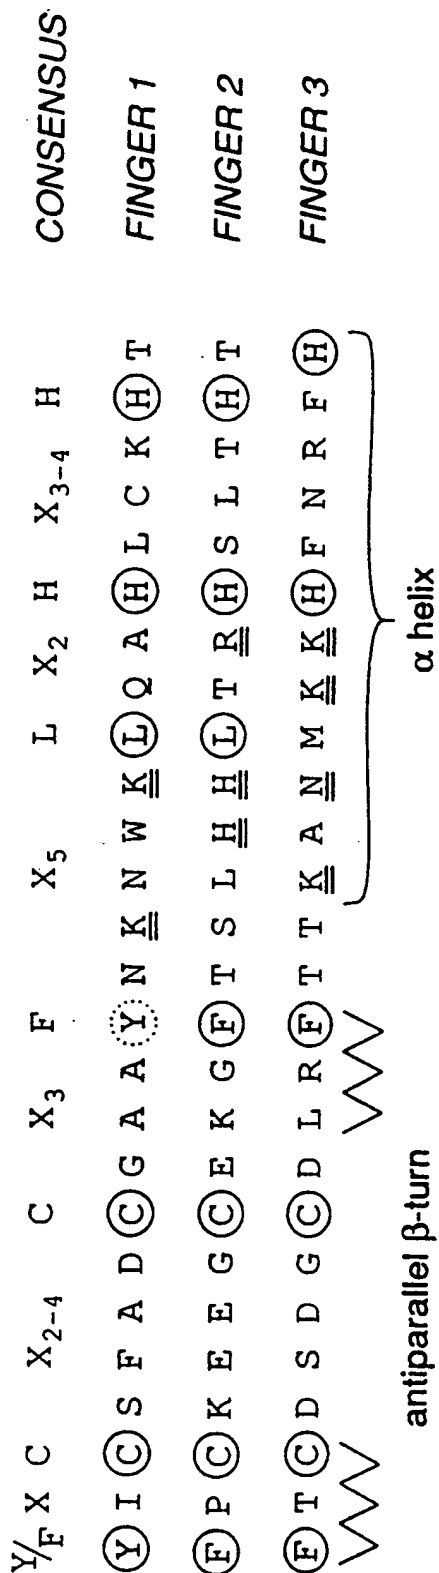 Y/F X C X₂₋₄ C X₃ F X₅ L X₂ H X₃₋₄ H CONSENSUS
Y I C S F A D C G A A Y N K N W K L Q A H L C K H T FINGER 1
F P C K E E G C E K G F T S L H H L T R H S L T H T FINGER 2
F T C D S D G C D L R F T T K A N M K K H F N R F H FINGER 3
antiparallel β-turn α helix